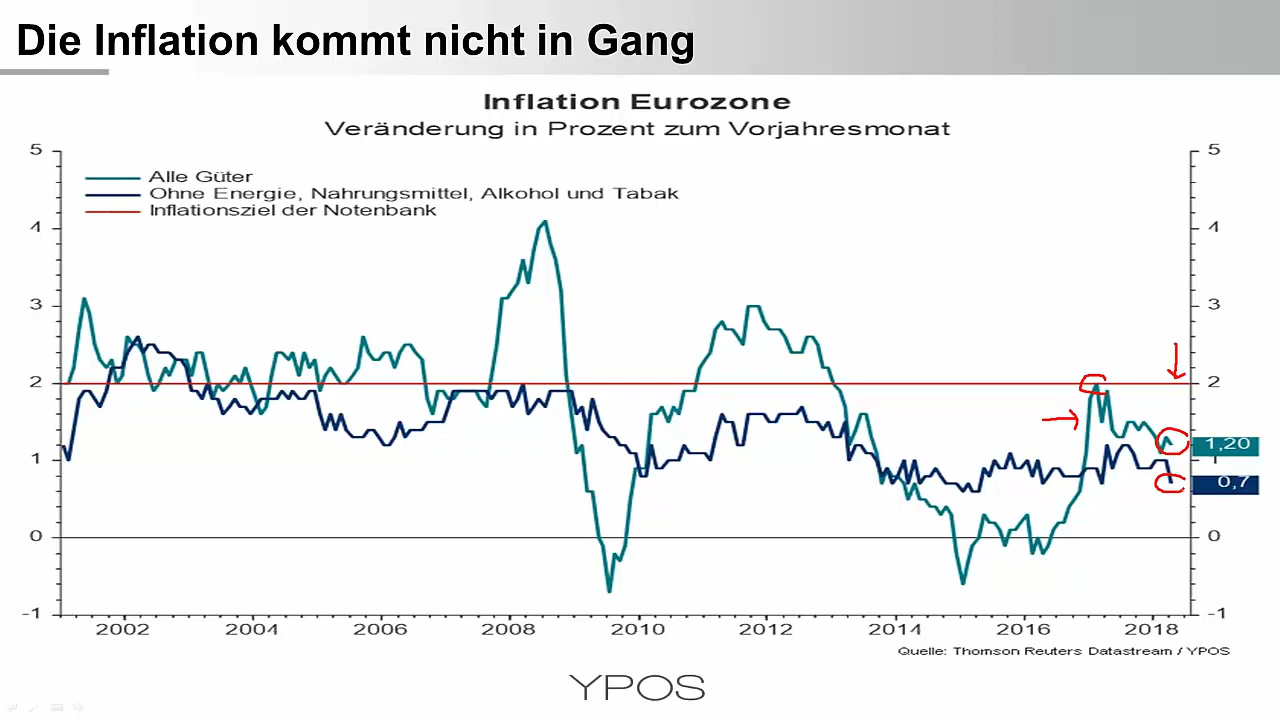 Die Inflation kommt nicht in Gang
Inflation Eurozone
Veränderung in Prozent zum Vorjahresmonat
5 5
Alle Güter
Ohne Energie, Nahrungsmittel, Alkohol und Tabak
Inflationsziel der Notenbank
4 4
3 3
2 2
1,20
1 1
0,7
0 0
-1 -1
2002 2004 2006 2008 2010 2012 2014 2016 2018
Quelle: Thomson Reuters Datastream / YPOS
YPOS